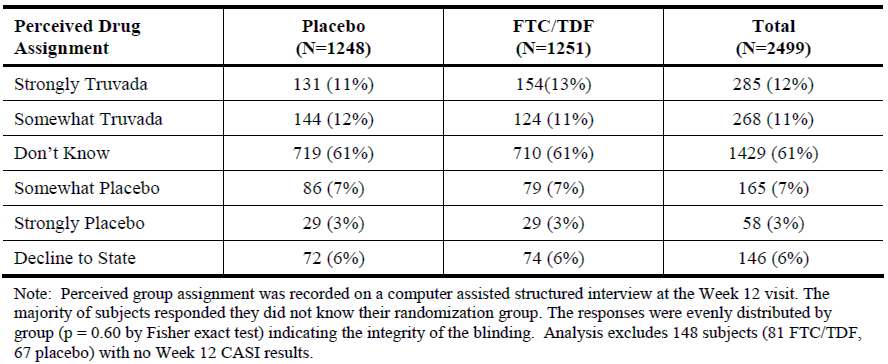 Perceived Drug Assignment | Placebo (N=1248) | FTC/TDF (N=1251) | Total (N=2499)
Strongly Truvada | 131 (11%) | 154(13%) | 285 (12%)
Somewhat Truvada | 144 (12%) | 124 (11%) | 268 (11%)
Don't Know | 719 (61%) | 710 (61%) | 1429 (61%)
Somewhat Placebo | 86 (7%) | 79 (7%) | 165 (7%)
Strongly Placebo | 29 (3%) | 29 (3%) | 58 (3%)
Decline to State | 72 (6%) | 74 (6%) | 146 (6%)
Note:  Perceived group assignment was recorded on a computer assisted structured interview at the Week 12 visit. The
majority of subjects responded they did not know their randomization group. The responses were evenly distributed by
group (p = 0.60 by Fisher exact test) indicating the integrity of the blinding.  Analysis excludes 148 subjects (81 FTC/TDF,
67 placebo) with no Week 12 CASI results.